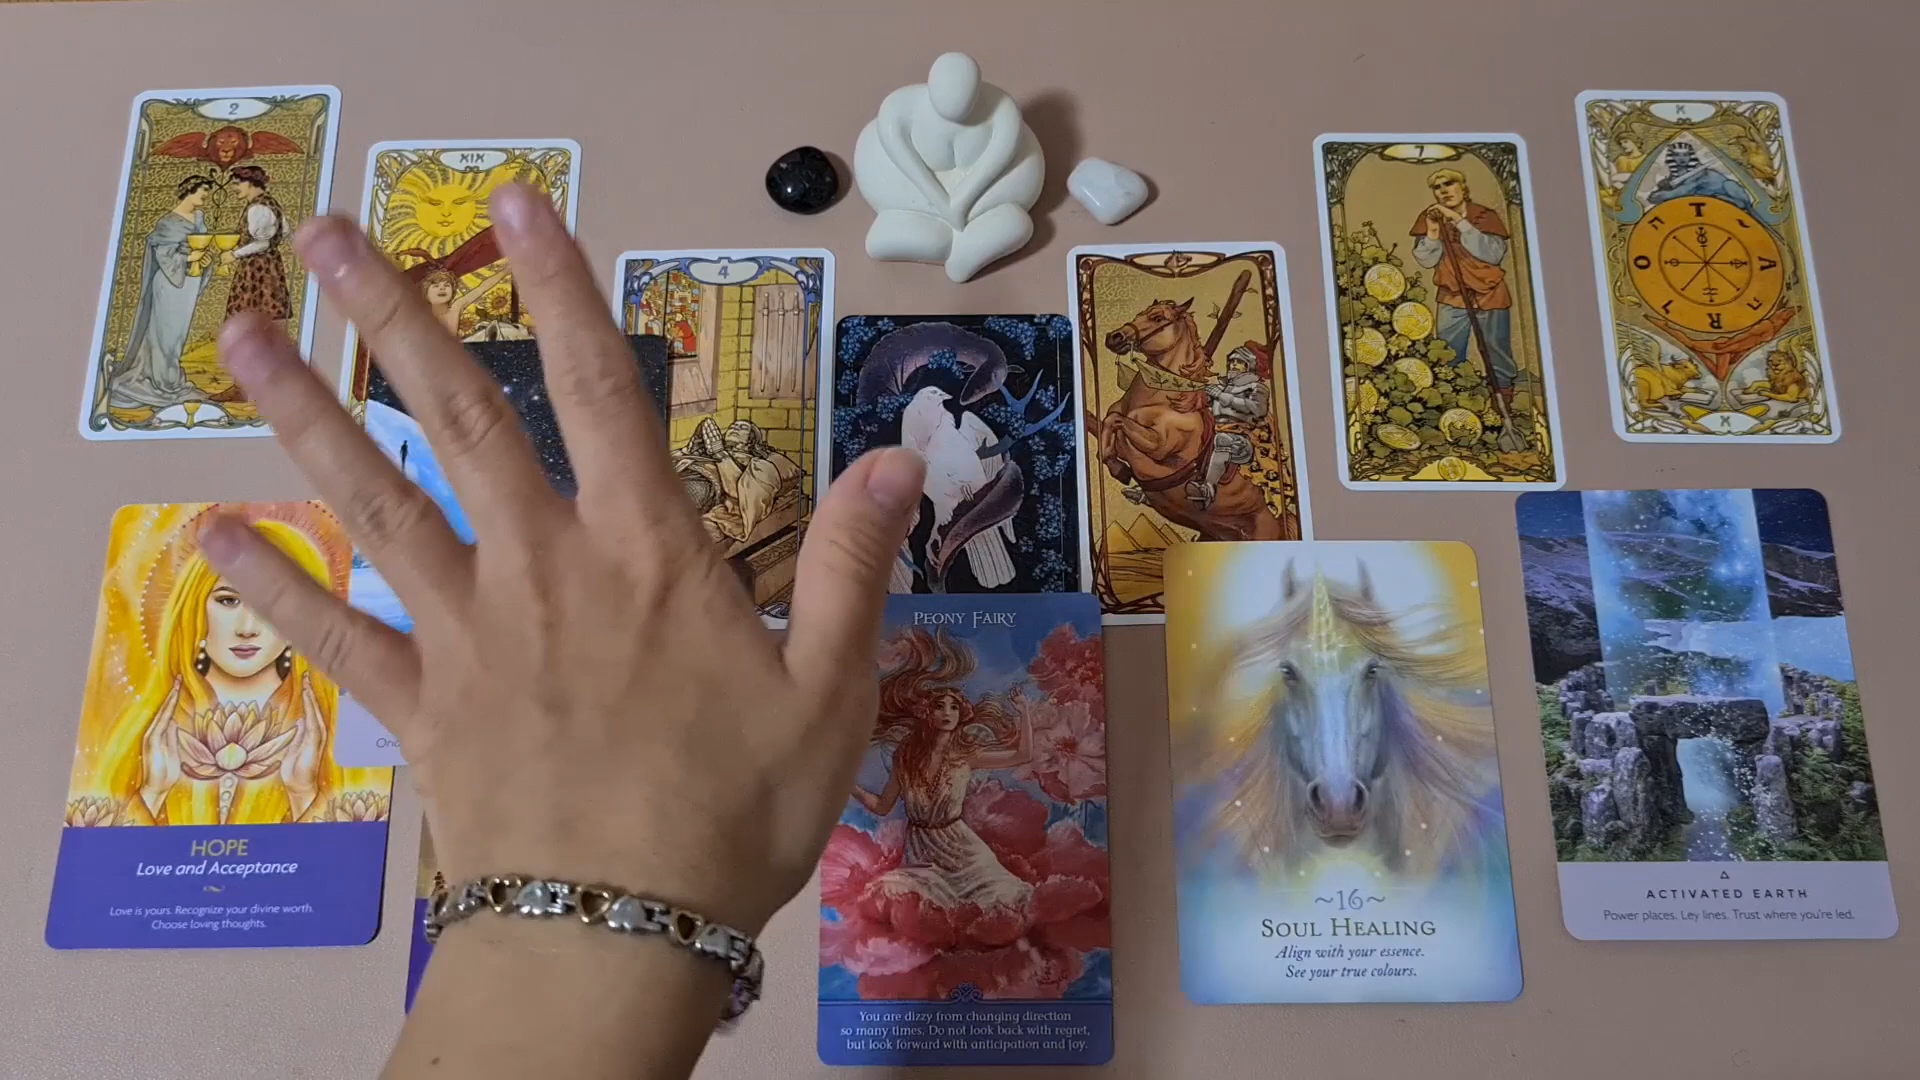 2
XIX
4
7
X
T
A
R
O
X
PEONY FAIRY
HOPE
Love and Acceptance
Love is yours. Recognize your divine worth.
Choose loving thoughts.
You are dizzy from changing direction
so many times. Do not look back with regret,
but look forward with anticipation and joy.
~16~
SOUL HEALING
Align with your essence.
See your true colours.
ACTIVATED EARTH
Power places. Ley lines. Trust where you're led.